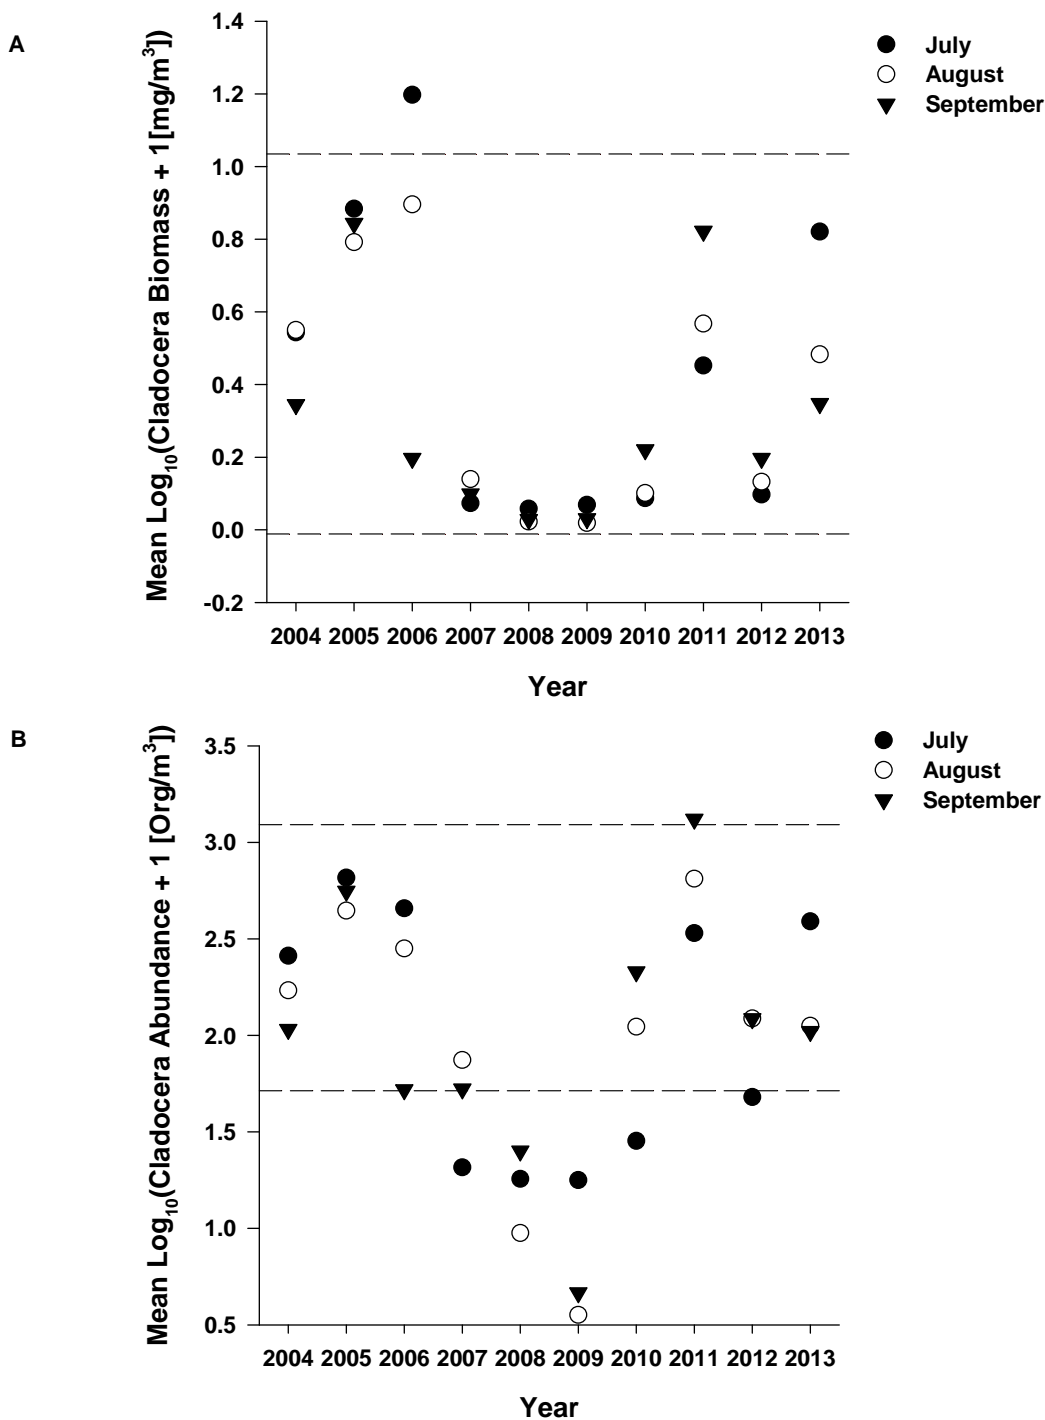 A
Mean Log10(Cladocera Biomass + 1[mg/m3])
1.4
1.2
1.0
0.8
0.6
0.4
0.2
0.0
-0.2
July
August
September
2004 2005 2006 2007 2008 2009 2010 2011 2012 2013
Year
B
Mean Log10(Cladocera Abundance + 1 [Org/m3])
3.5
3.0
2.5
2.0
1.5
1.0
0.5
July
August
September
2004 2005 2006 2007 2008 2009 2010 2011 2012 2013
Year